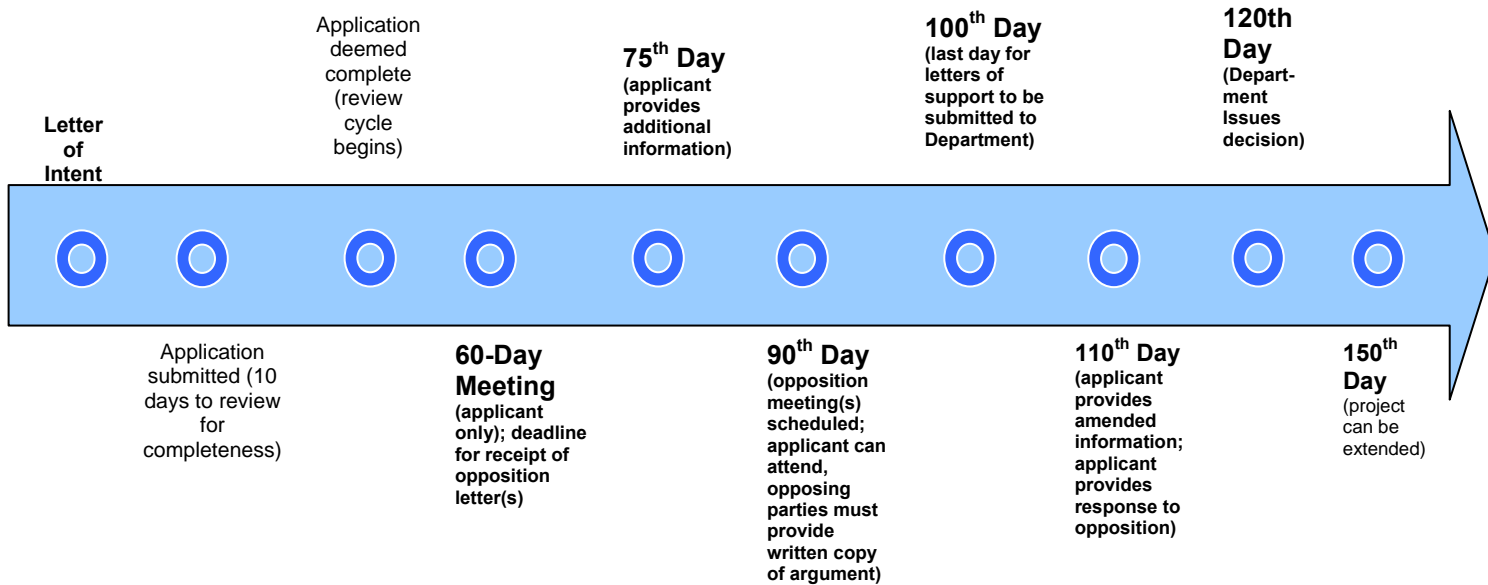 Letter
of
Intent
Application
submitted (10
days to review
for
completeness)
Application
deemed
complete
(review
cycle
begins)
60-Day
Meeting
(applicant
only); deadline
for receipt of
opposition
letter(s)
75th Day
(applicant
provides
additional
information)
90th Day
(opposition
meeting(s)
scheduled;
applicant can
attend,
opposing
parties must
provide
written copy
of argument)
100th Day
(last day for
letters of
support to be
submitted to
Department)
110th Day
(applicant
provides
amended
information;
applicant
provides
response to
opposition)
120th
Day
(Depart-
ment
Issues
decision)
150th
Day
(project
can be
extended)